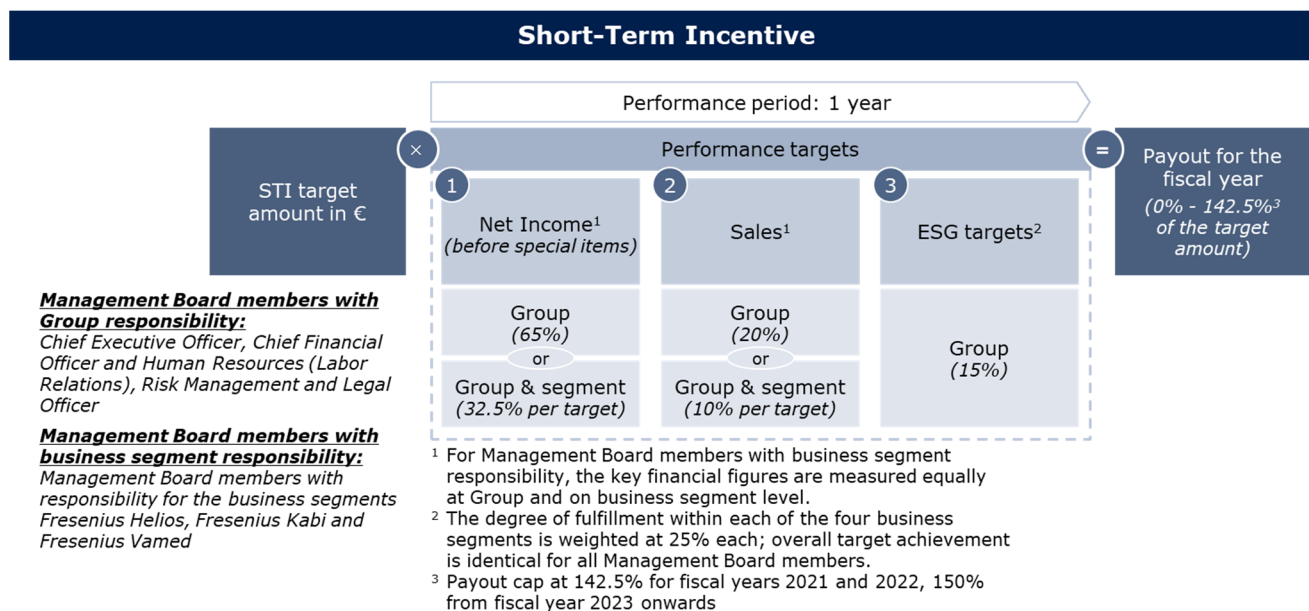 Short-Term Incentive
Performance period: 1 year
STI target
amount in €
×
Performance targets
=
Payout for the
fiscal year
(0% - 142.5%³
of the target
amount)
1
Net Income¹
(before special items)
Group
(65%)
or
Group & segment
(32.5% per target)
2
Sales¹
Group
(20%)
or
Group & segment
(10% per target)
3
ESG targets²
Group
(15%)
Management Board members with
Group responsibility:
Chief Executive Officer, Chief Financial
Officer and Human Resources (Labor
Relations), Risk Management and Legal
Officer
Management Board members with
business segment responsibility:
Management Board members with
responsibility for the business segments
Fresenius Helios, Fresenius Kabi and
Fresenius Vamed
¹ For Management Board members with business segment
responsibility, the key financial figures are measured equally
at Group and on business segment level.
² The degree of fulfillment within each of the four business
segments is weighted at 25% each; overall target achievement
is identical for all Management Board members.
³ Payout cap at 142.5% for fiscal years 2021 and 2022, 150%
from fiscal year 2023 onwards